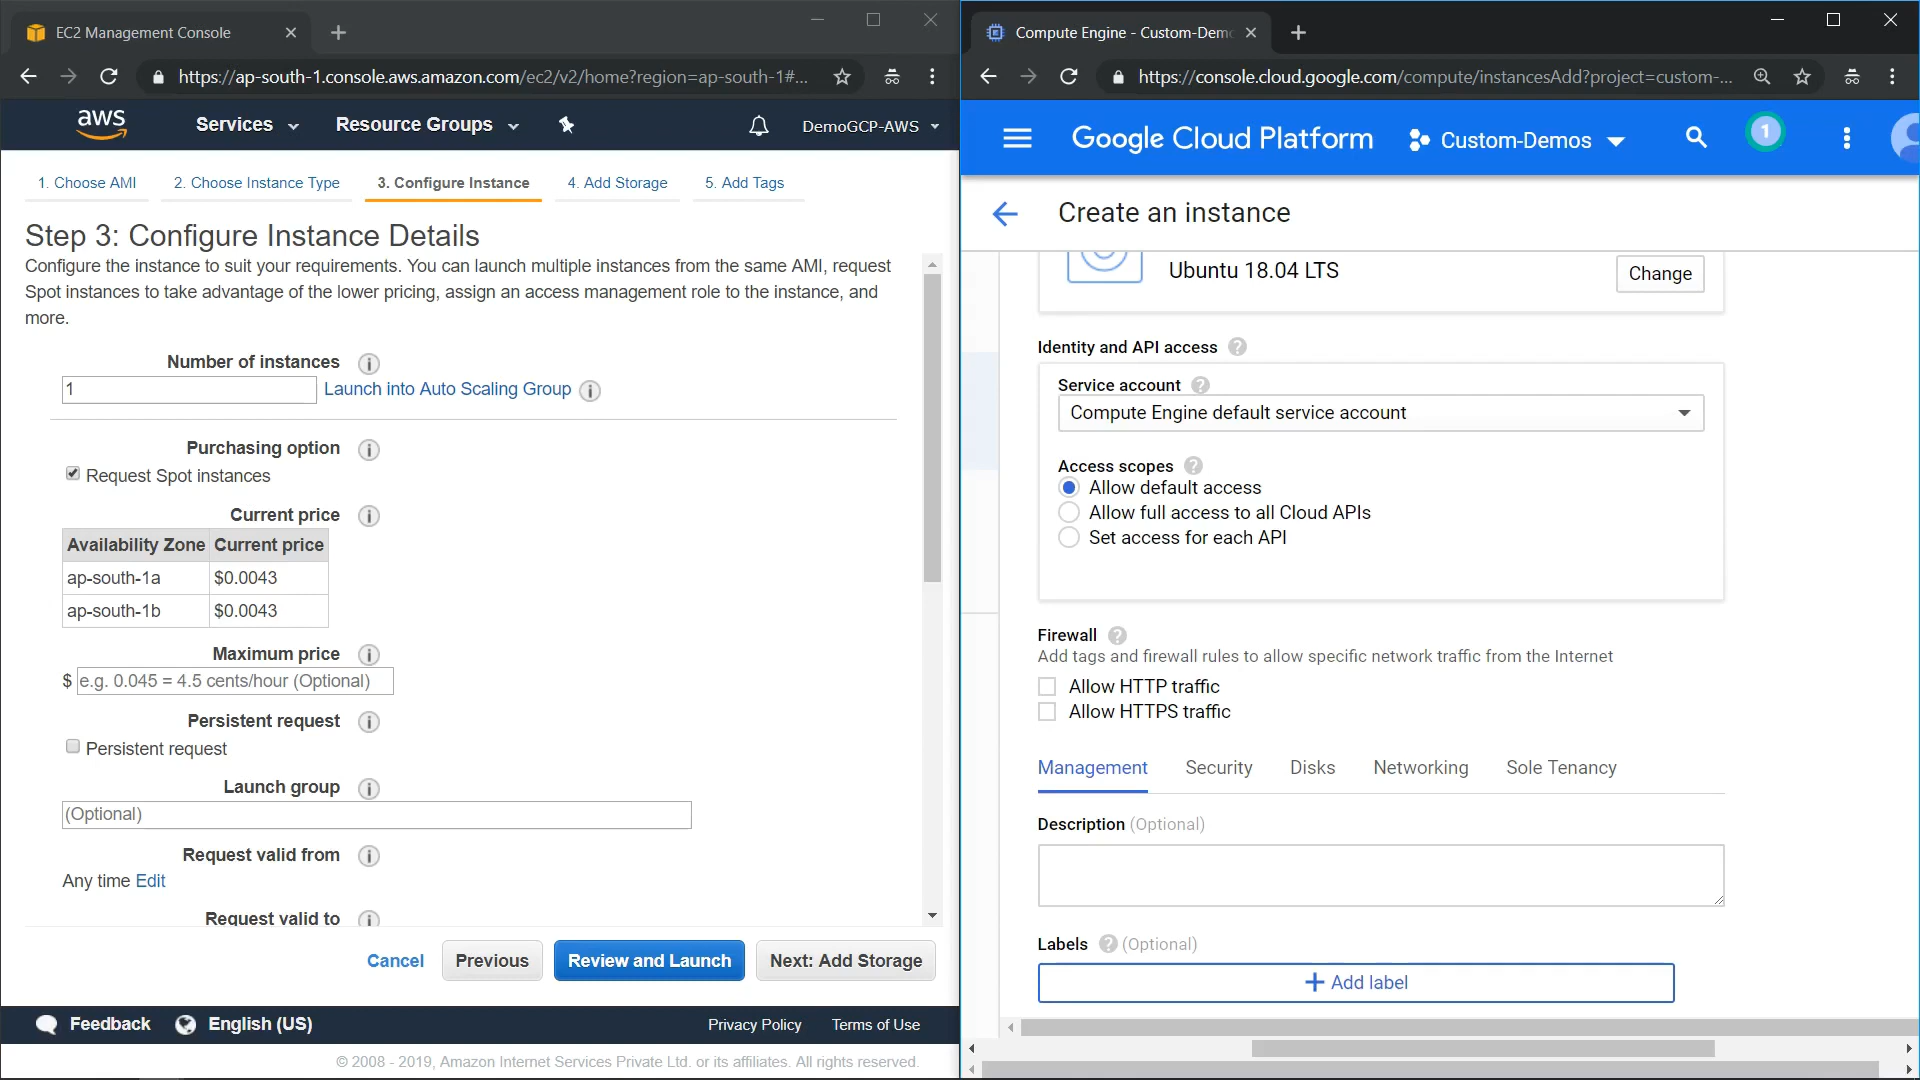 EC2 Management Console
https://ap-south-1.console.aws.amazon.com/ec2/v2/home?region=ap-south-1#...
aws
Services
Resource Groups
DemoGCP-AWS
1. Choose AMI
2. Choose Instance Type
3. Configure Instance
4. Add Storage
5. Add Tags
Step 3: Configure Instance Details
Configure the instance to suit your requirements. You can launch multiple instances from the same AMI, request
Spot instances to take advantage of the lower pricing, assign an access management role to the instance, and
more.
Number of instances
1
Launch into Auto Scaling Group
Purchasing option
Request Spot instances
Current price
Availability Zone Current price
ap-south-1a $0.0043
ap-south-1b $0.0043
Maximum price
$ e.g. 0.045 = 4.5 cents/hour (Optional)
Persistent request
Persistent request
Launch group
(Optional)
Request valid from
Any time Edit
Request valid to
Cancel
Previous
Review and Launch
Next: Add Storage
Feedback
English (US)
Privacy Policy
Terms of Use
© 2008 - 2019, Amazon Internet Services Private Ltd. or its affiliates. All rights reserved.
Compute Engine - Custom-Demo
https://console.cloud.google.com/compute/instancesAdd?project=custom-...
Google Cloud Platform
Custom-Demos
1
Create an instance
Ubuntu 18.04 LTS
Change
Identity and API access
Service account
Compute Engine default service account
Access scopes
Allow default access
Allow full access to all Cloud APIs
Set access for each API
Firewall
Add tags and firewall rules to allow specific network traffic from the Internet
Allow HTTP traffic
Allow HTTPS traffic
Management
Security
Disks
Networking
Sole Tenancy
Description (Optional)
Labels (Optional)
+ Add label